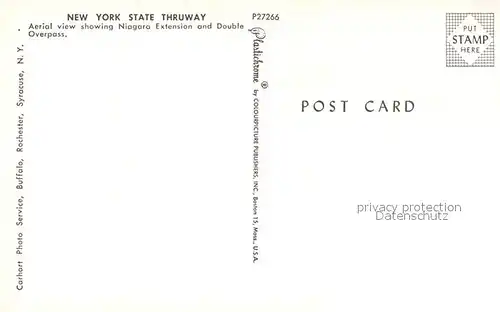 NEW YORK STATE THRUWAY
Aerial view showing Niagara Extension and Double
Overpass.
Carhart Photo Service, Buffalo, Rochester, Syracuse, N. Y.
P27266
Plastichrome ® by COLOURPICTURE PUBLISHERS, INC., Boston 15, Mass., U.S.A.
PUT
STAMP
HERE
POST CARD
privacy protection
Datenschutz